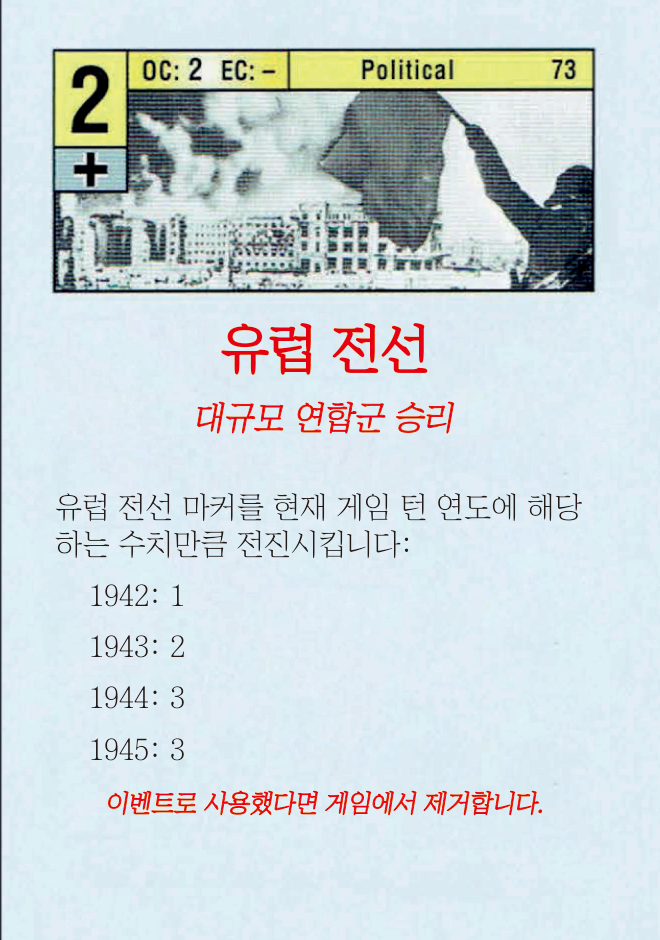 2
+
OC: 2 EC: – Political 73
유럽 전선
대규모 연합군 승리
유럽 전선 마커를 현재 게임 턴 연도에 해당
하는 수치만큼 전진시킵니다:
1942: 1
1943: 2
1944: 3
1945: 3
이벤트로 사용했다면 게임에서 제거합니다.